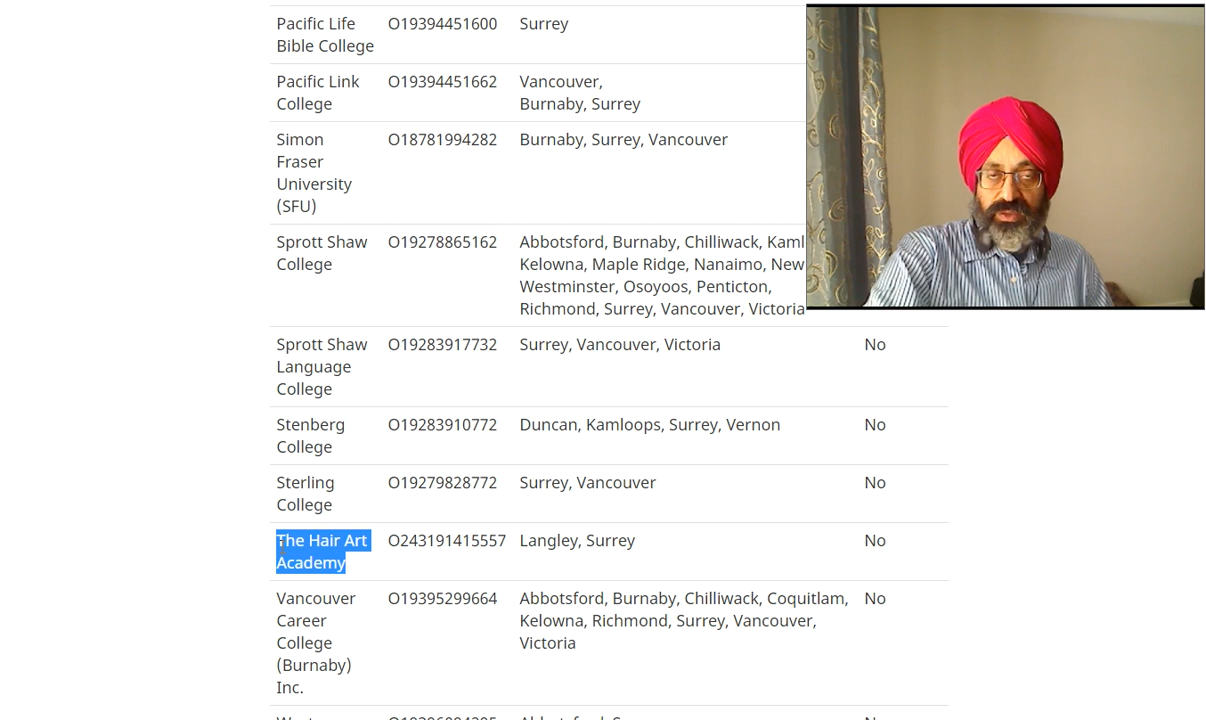 Pacific Life O19394451600 Surrey
Bible College
Pacific Link O19394451662 Vancouver,
College Burnaby, Surrey
Simon O18781994282 Burnaby, Surrey, Vancouver
Fraser
University
(SFU)
Sprott Shaw O19278865162 Abbotsford, Burnaby, Chilliwack, Kaml
College Kelowna, Maple Ridge, Nanaimo, New
Westminster, Osoyoos, Penticton,
Richmond, Surrey, Vancouver, Victoria
Sprott Shaw O19283917732 Surrey, Vancouver, Victoria No
Language
College
Stenberg O19283910772 Duncan, Kamloops, Surrey, Vernon No
College
Sterling O19279828772 Surrey, Vancouver No
College
The Hair Art O243191415557 Langley, Surrey No
Academy
Vancouver O19395299664 Abbotsford, Burnaby, Chilliwack, Coquitlam, No
Career Kelowna, Richmond, Surrey, Vancouver,
College Victoria
(Burnaby)
Inc.